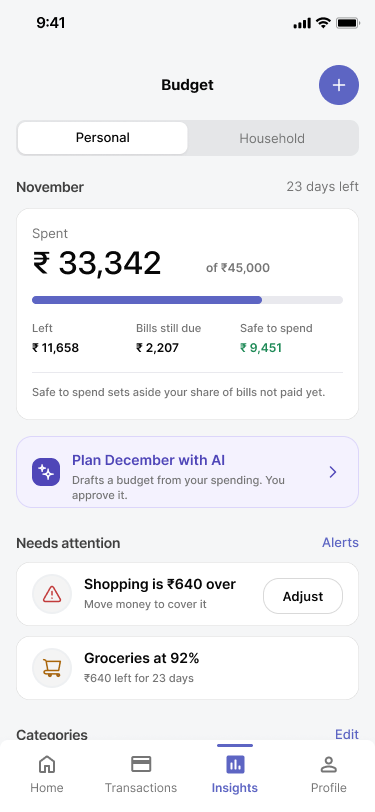 9:41
Budget
Personal
Household
November
23 days left
Spent
₹ 33,342
of ₹45,000
Left
Bills still due
Safe to spend
₹ 11,658
₹ 2,207
₹ 9,451
Safe to spend sets aside your share of bills not paid yet.
Plan December with AI
Drafts a budget from your spending. You
approve it.
Needs attention
Alerts
Shopping is ₹640 over
Move money to cover it
Adjust
Groceries at 92%
₹640 left for 23 days
Categories
Edit
Home
Transactions
Insights
Profile